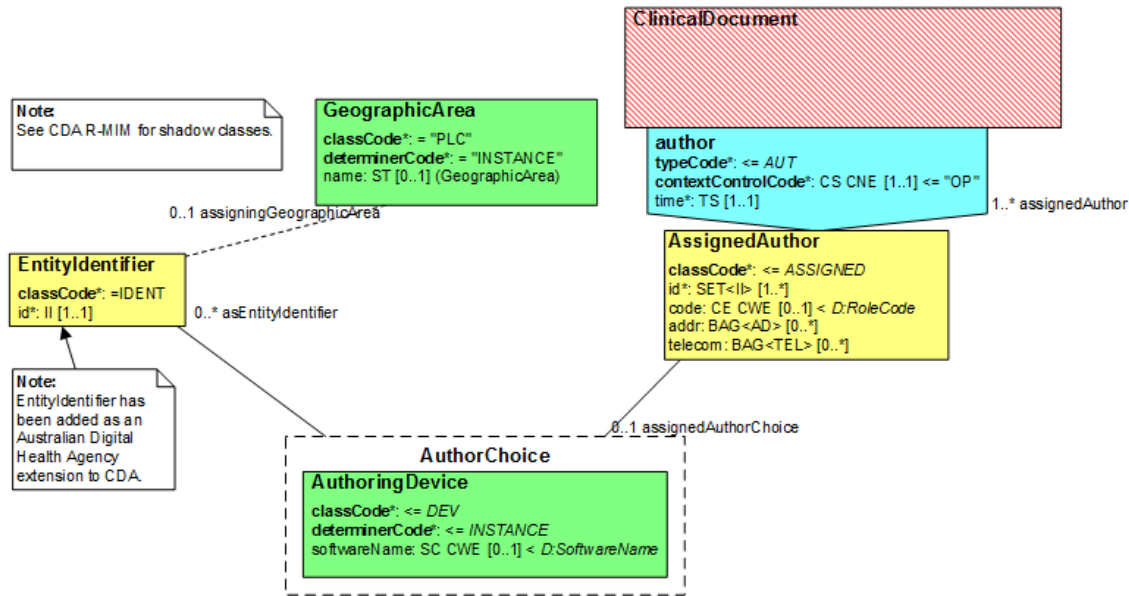 ClinicalDocument
Note:
See CDA R-MIM for shadow classes.
GeographicArea
classCode*: = "PLC"
determinerCode*: = "INSTANCE"
name: ST [0..1] (GeographicArea)
author
typeCode*: <= AUT
contextControlCode*: CS CNE [1..1] <= "OP"
time*: TS [1..1]
0..1 assigningGeographicArea
1..* assignedAuthor
EntityIdentifier
classCode*: =IDENT
id*: II [1..1]
0..* asEntityIdentifier
AssignedAuthor
classCode*: <= ASSIGNED
id*: SET<II> [1..*]
code: CE CWE [0..1] < D:RoleCode
addr: BAG<AD> [0..*]
telecom: BAG<TEL> [0..*]
Note:
EntityIdentifier has
been added as an
Australian Digital
Health Agency
extension to CDA.
0..1 assignedAuthorChoice
AuthorChoice
AuthoringDevice
classCode*: <= DEV
determinerCode*: <= INSTANCE
softwareName: SC CWE [0..1] < D:SoftwareName